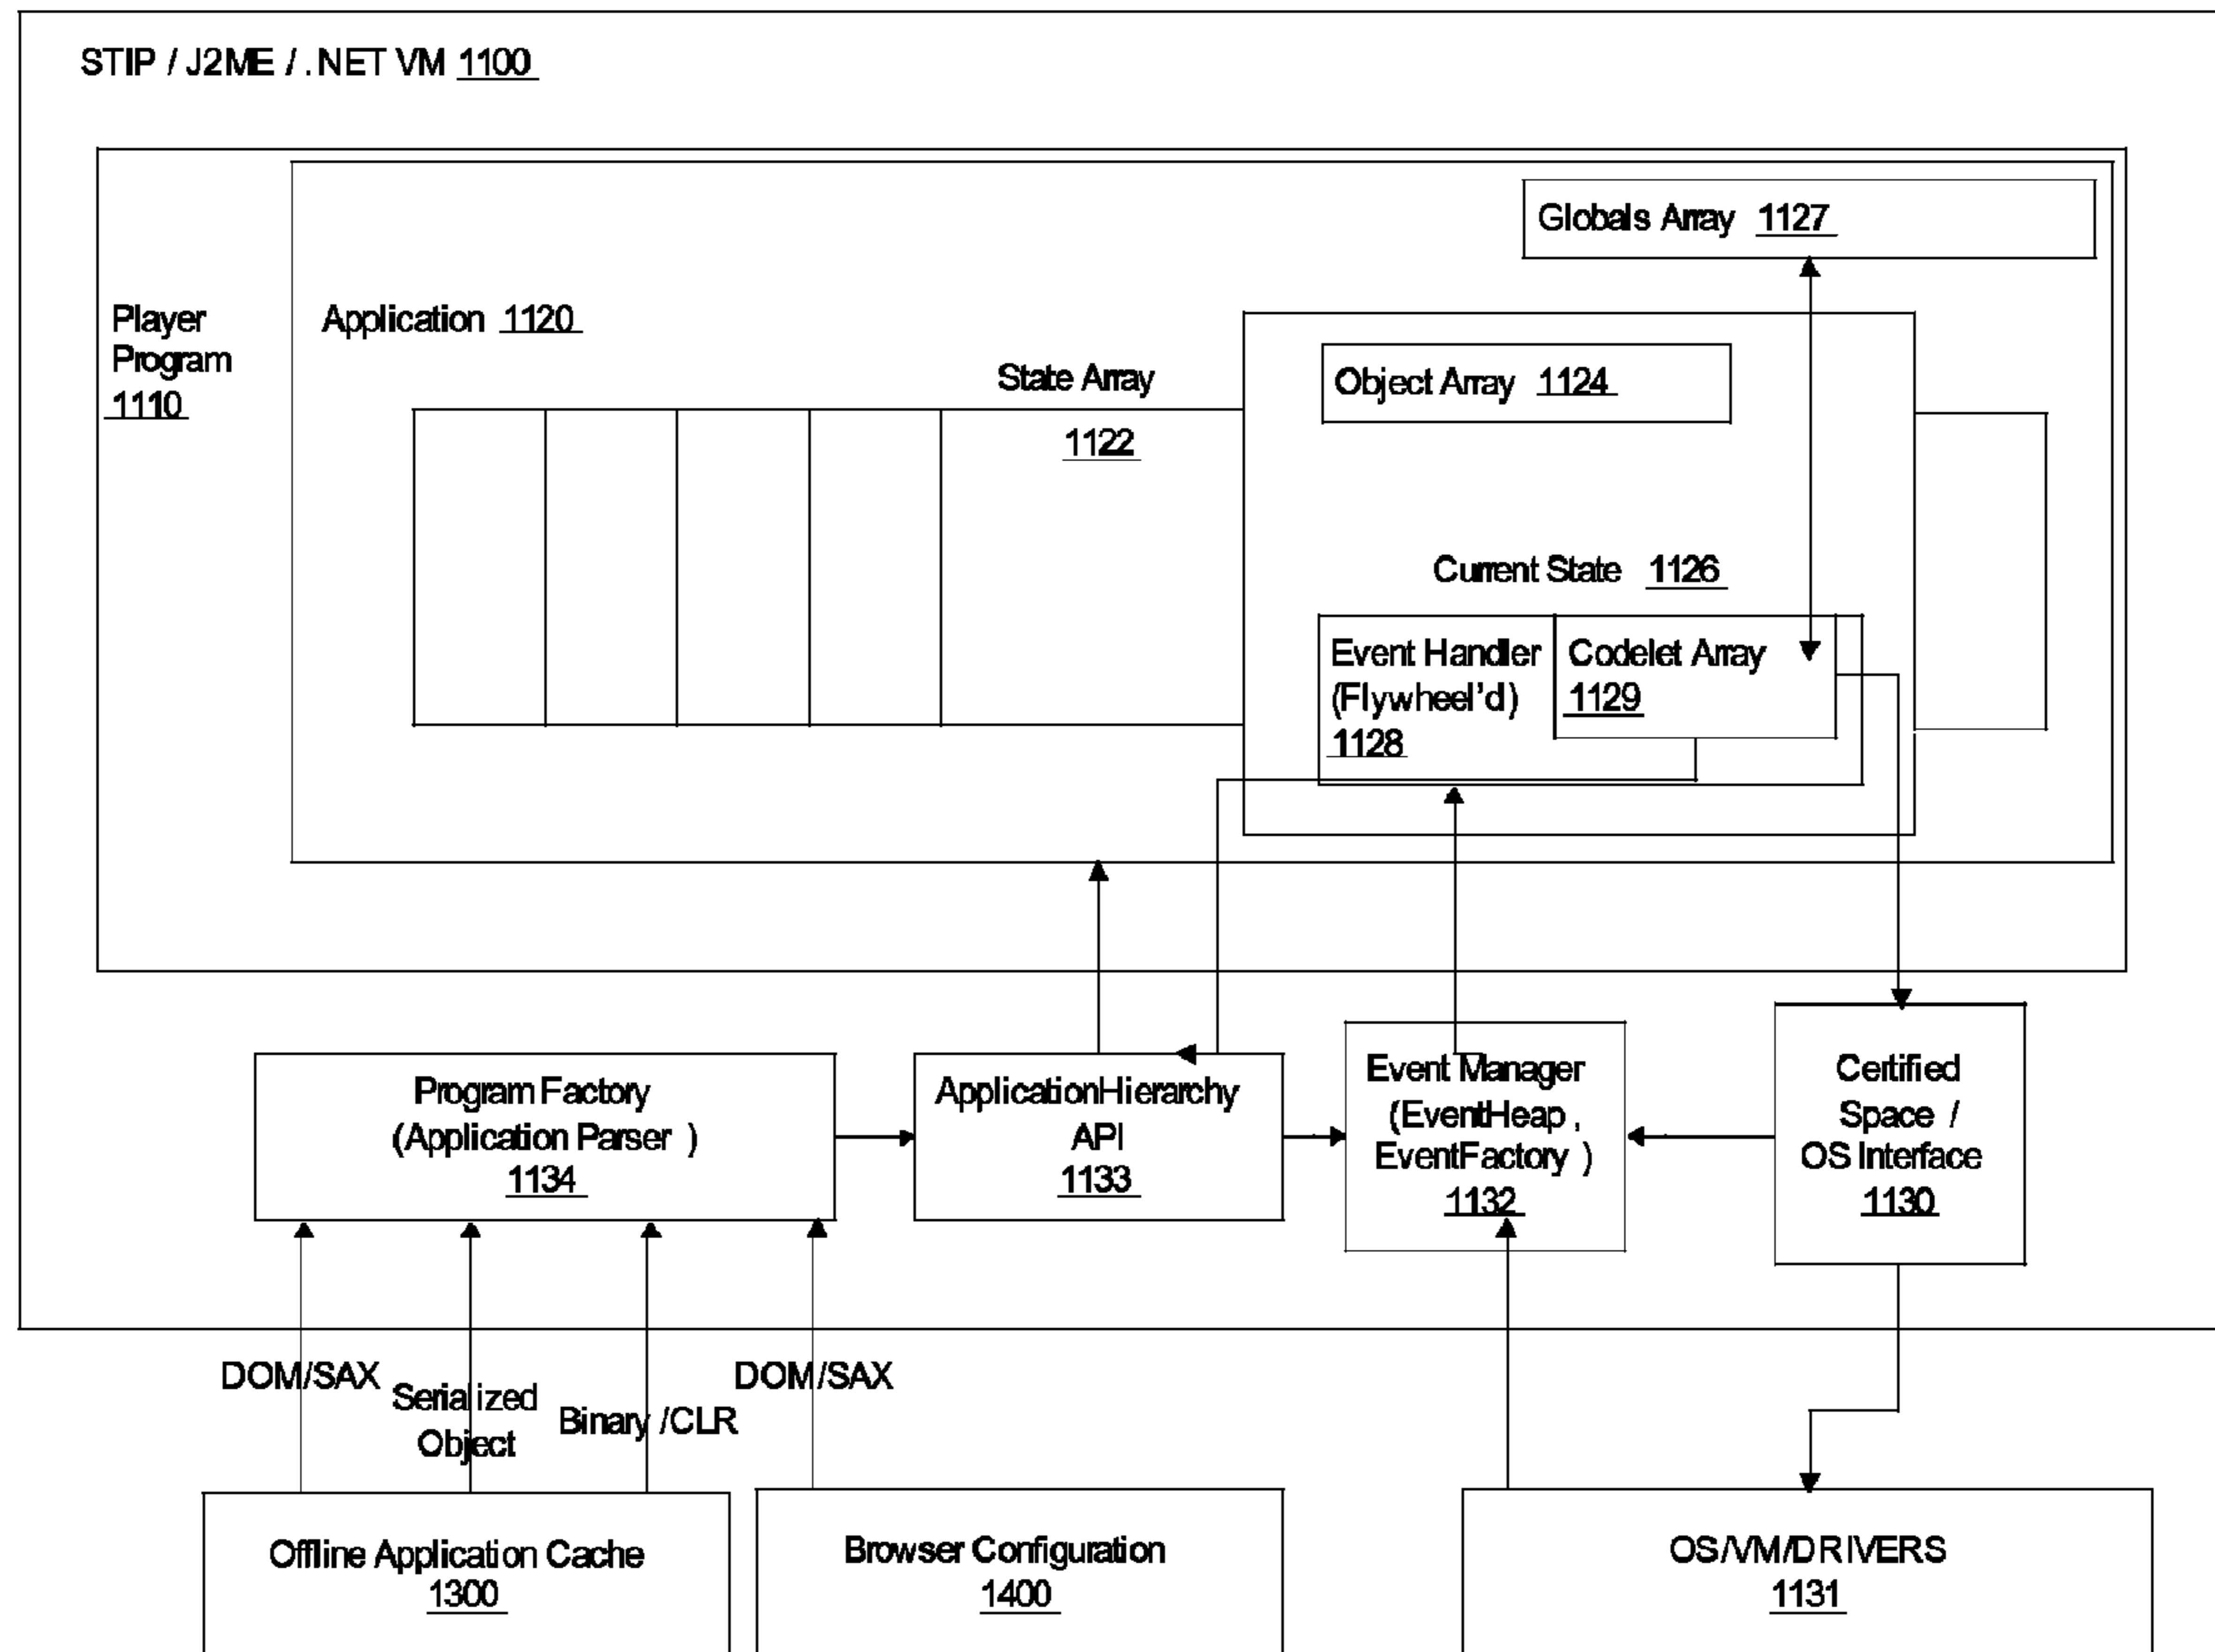 STIP / J2ME / .NET VM 1100
Globals Array 1127
Player
Program
1110
Application 1120
State Array
1122
Object Array 1124
Current State 1126
Event Handler
(Flywheel'd)
1128
Codelet Array
1129
Program Factory
(Application Parser )
1134
ApplicationHierarchy
API
1133
Event Manager
(EventHeap ,
EventFactory )
1132
Certified
Space /
OS Interface
1130
DOM/SAX
Serialized
Object
Binary /CLR
DOM/SAX
Offline Application Cache
1300
Browser Configuration
1400
OS/VM/DRIVERS
1131